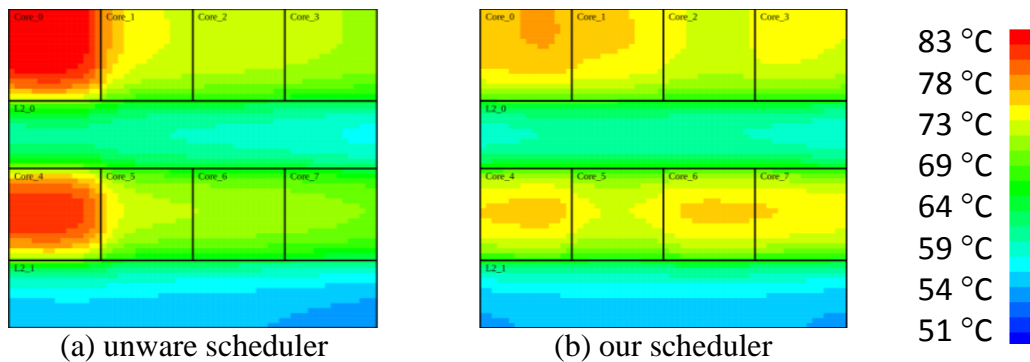 Core_0 Core_1 Core_2 Core_3
L2_0
Core_4 Core_5 Core_6 Core_7
L2_1
(a) unware scheduler
Core_0 Core_1 Core_2 Core_3
L2_0
Core_4 Core_5 Core_6 Core_7
L2_1
(b) our scheduler
83 °C
78 °C
73 °C
69 °C
64 °C
59 °C
54 °C
51 °C